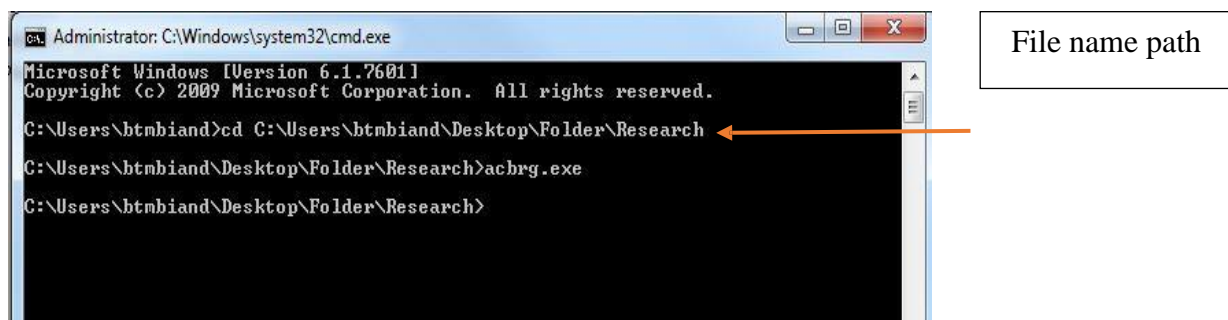 Administrator: C:\Windows\system32\cmd.exe
File name path
Microsoft Windows [Version 6.1.7601]
Copyright (c) 2009 Microsoft Corporation.  All rights reserved.
C:\Users\btmbiand>cd C:\Users\btmbiand\Desktop\Folder\Research
C:\Users\btmbiand\Desktop\Folder\Research>acbrg.exe
C:\Users\btmbiand\Desktop\Folder\Research>